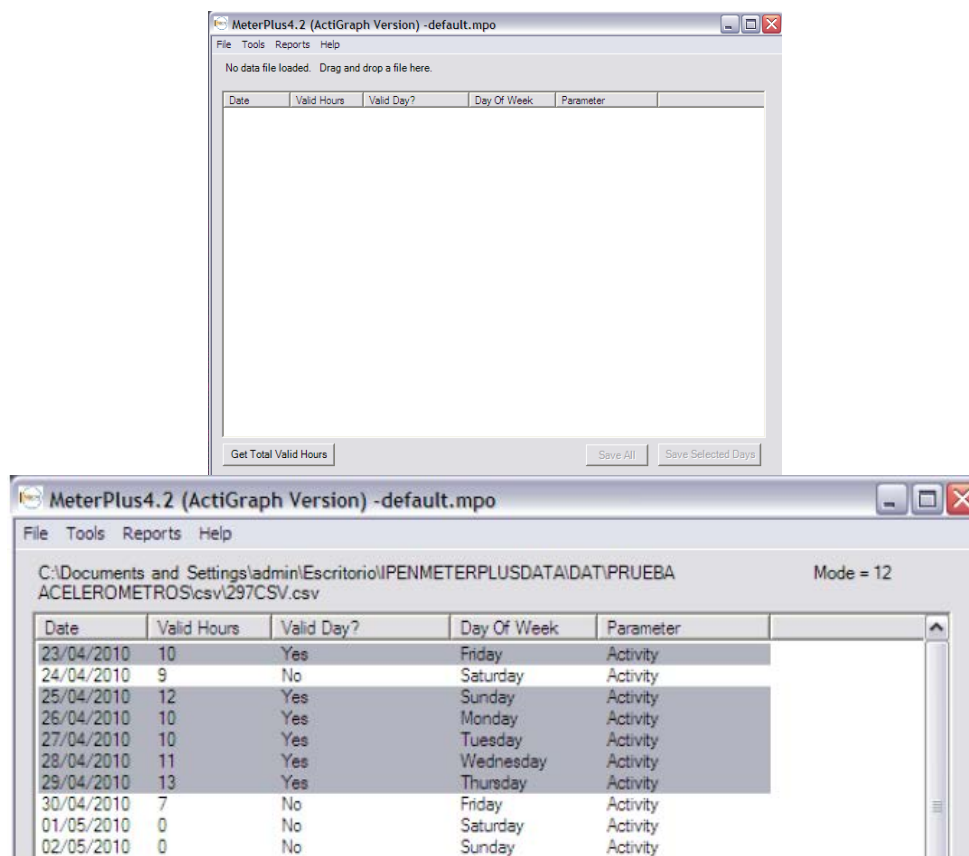 MeterPlus4.2 (ActiGraph Version) -default.mpo
File Tools Reports Help
No data file loaded. Drag and drop a file here.
Date Valid Hours Valid Day? Day Of Week Parameter
Get Total Valid Hours Save All Save Selected Days
MeterPlus4.2 (ActiGraph Version) -default.mpo
File Tools Reports Help
C:\Documents and Settings\admin\Escritorio\IPENMETERPLUSDATA\DAT\PRUEBA Mode = 12
ACELEROMETROS\csv\297CSV.csv
Date Valid Hours Valid Day? Day Of Week Parameter
23/04/2010 10 Yes Friday Activity
24/04/2010 9 No Saturday Activity
25/04/2010 12 Yes Sunday Activity
26/04/2010 10 Yes Monday Activity
27/04/2010 10 Yes Tuesday Activity
28/04/2010 11 Yes Wednesday Activity
29/04/2010 13 Yes Thursday Activity
30/04/2010 7 No Friday Activity
01/05/2010 0 No Saturday Activity
02/05/2010 0 No Sunday Activity